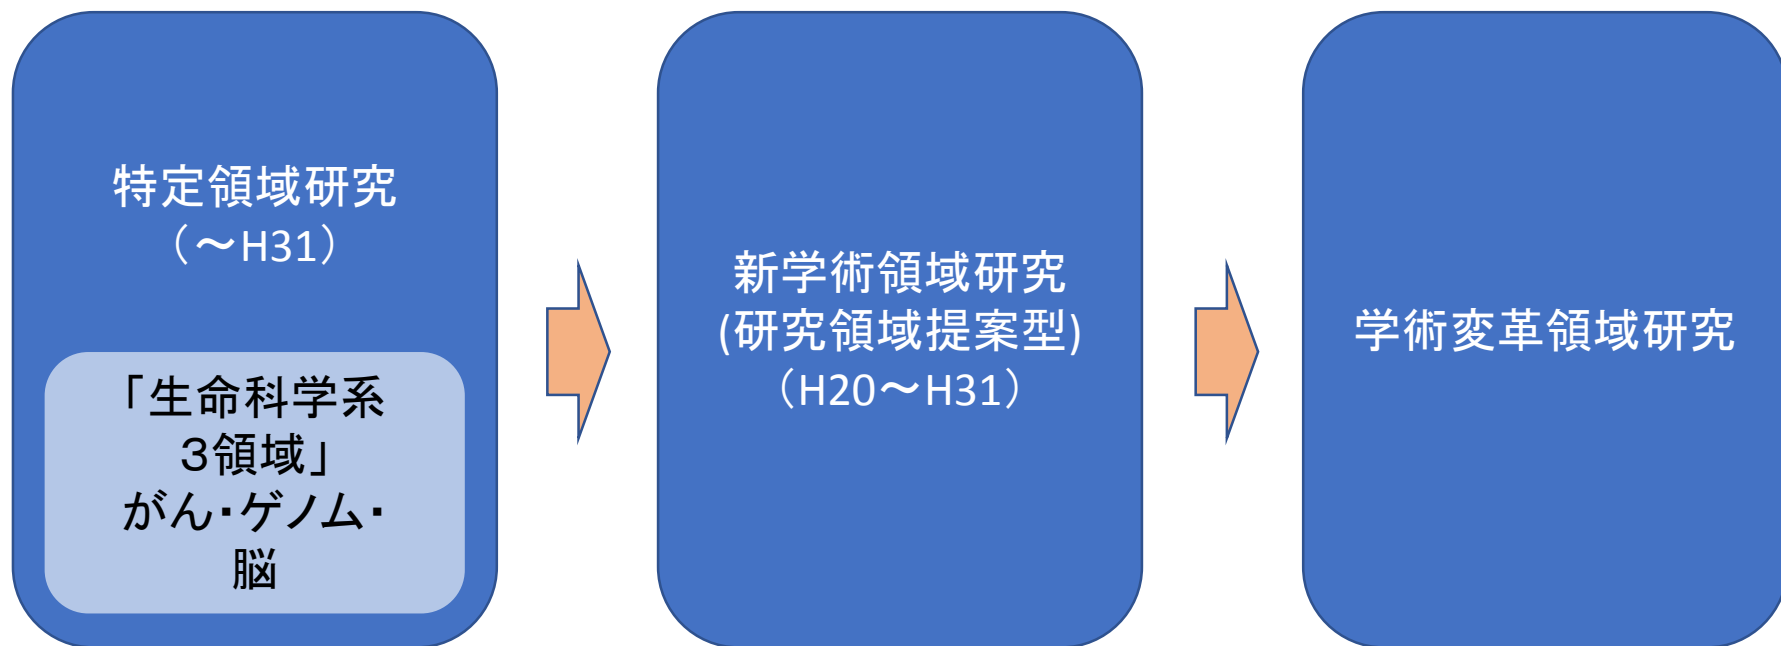 特定領域研究
（～H31）
「生命科学系
３領域」
がん・ゲノム・
脳
新学術領域研究
(研究領域提案型)
（H20～H31）
学術変革領域研究